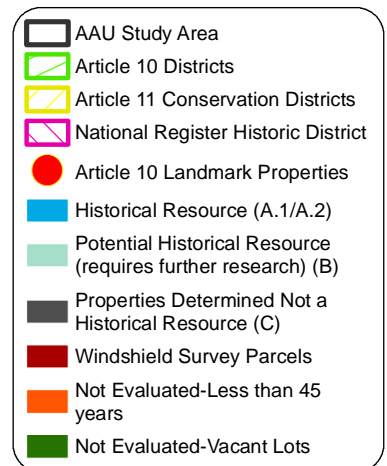 AAU Study Area
Article 10 Districts
Article 11 Conservation Districts
National Register Historic District
Article 10 Landmark Properties
Historical Resource (A.1/A.2)
Potential Historical Resource
(requires further research) (B)
Properties Determined Not a
Historical Resource (C)
Windshield Survey Parcels
Not Evaluated-Less than 45
years
Not Evaluated-Vacant Lots